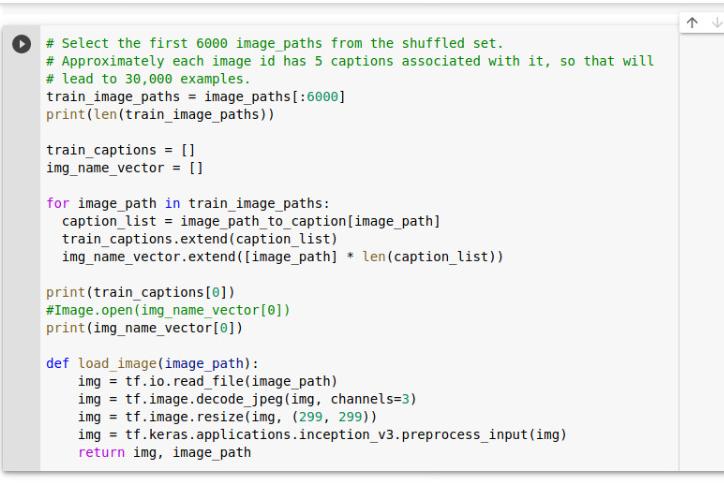 # Select the first 6000 image_paths from the shuffled set.
# Approximately each image id has 5 captions associated with it, so that will
# lead to 30,000 examples.
train_image_paths = image_paths[:6000]
print(len(train_image_paths))

train_captions = []
img_name_vector = []

for image_path in train_image_paths:
  caption_list = image_path_to_caption[image_path]
  train_captions.extend(caption_list)
  img_name_vector.extend([image_path] * len(caption_list))

print(train_captions[0])
#Image.open(img_name_vector[0])
print(img_name_vector[0])

def load_image(image_path):
    img = tf.io.read_file(image_path)
    img = tf.image.decode_jpeg(img, channels=3)
    img = tf.image.resize(img, (299, 299))
    img = tf.keras.applications.inception_v3.preprocess_input(img)
    return img, image_path